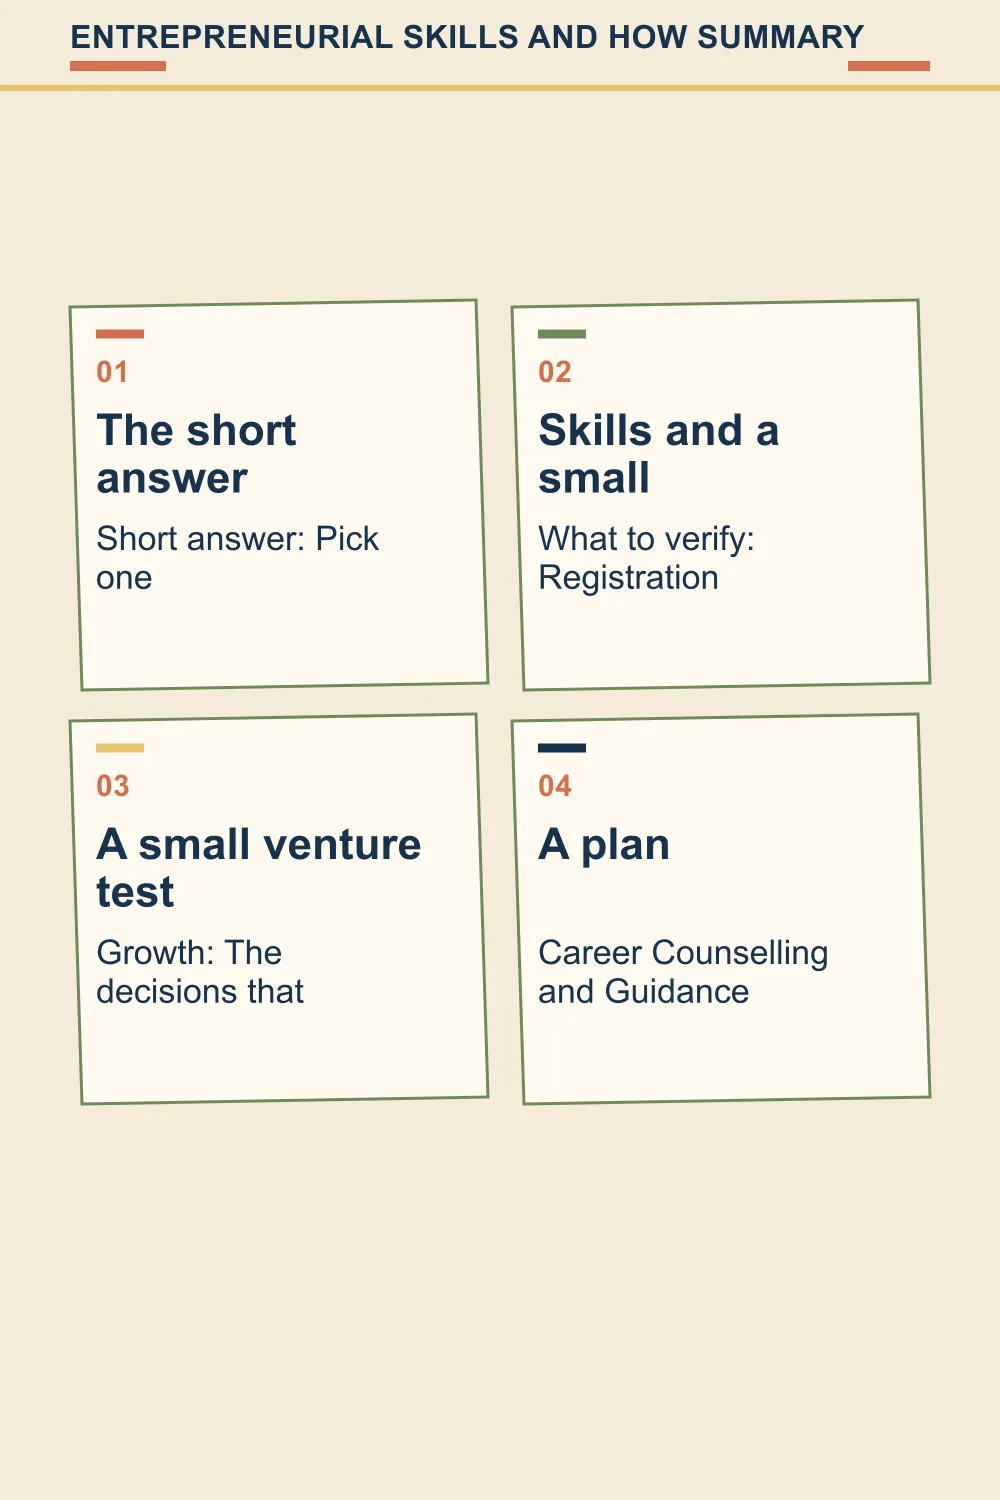 ENTREPRENEURIAL SKILLS AND HOW SUMMARY
01
The short
answer
Short answer: Pick
one
02
Skills and a
small
What to verify:
Registration
03
A small venture
test
Growth: The
decisions that
04
A plan
Career Counselling
and Guidance